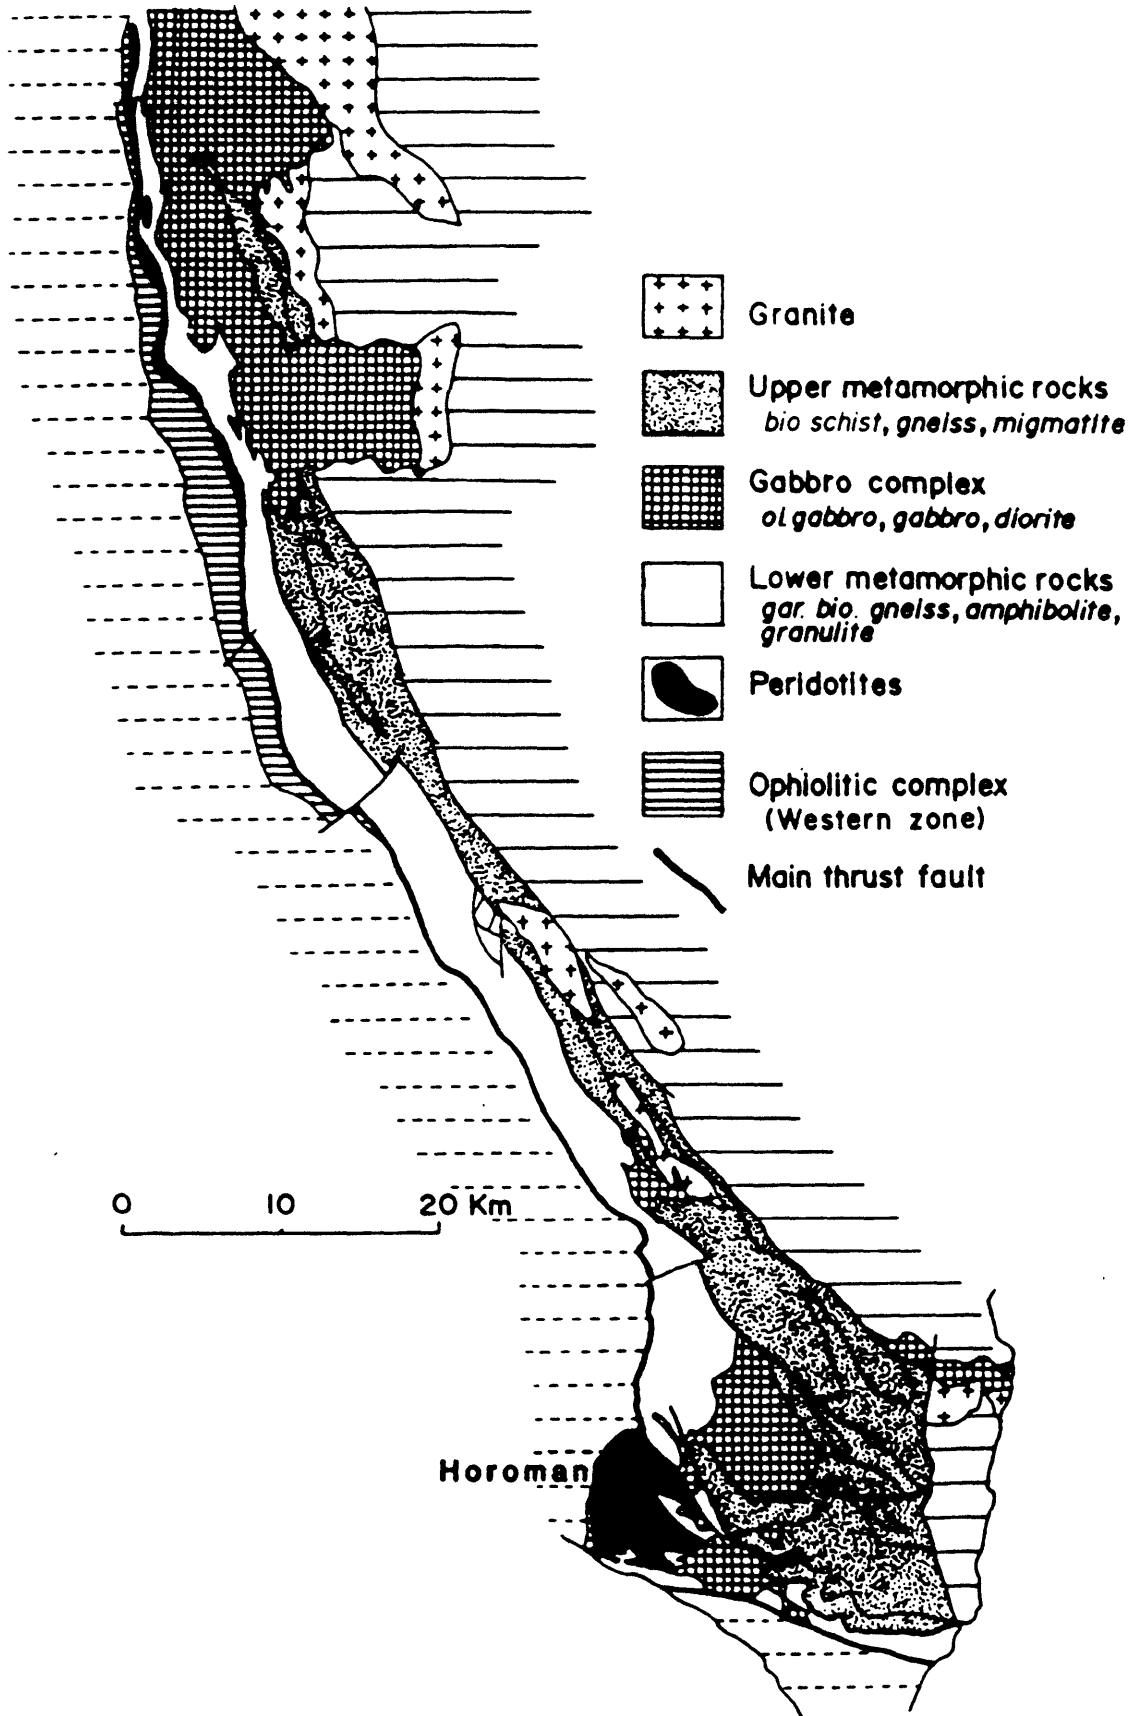 Granite
Upper metamorphic rocks
bio schist, gneiss, migmatite
Gabbro complex
ol gabbro, gabbro, diorite
Lower metamorphic rocks
gar. bio. gneiss, amphibolite,
granulite
Peridotites
Ophiolitic complex
(Western zone)
Main thrust fault
0 10 20 Km
Horoman